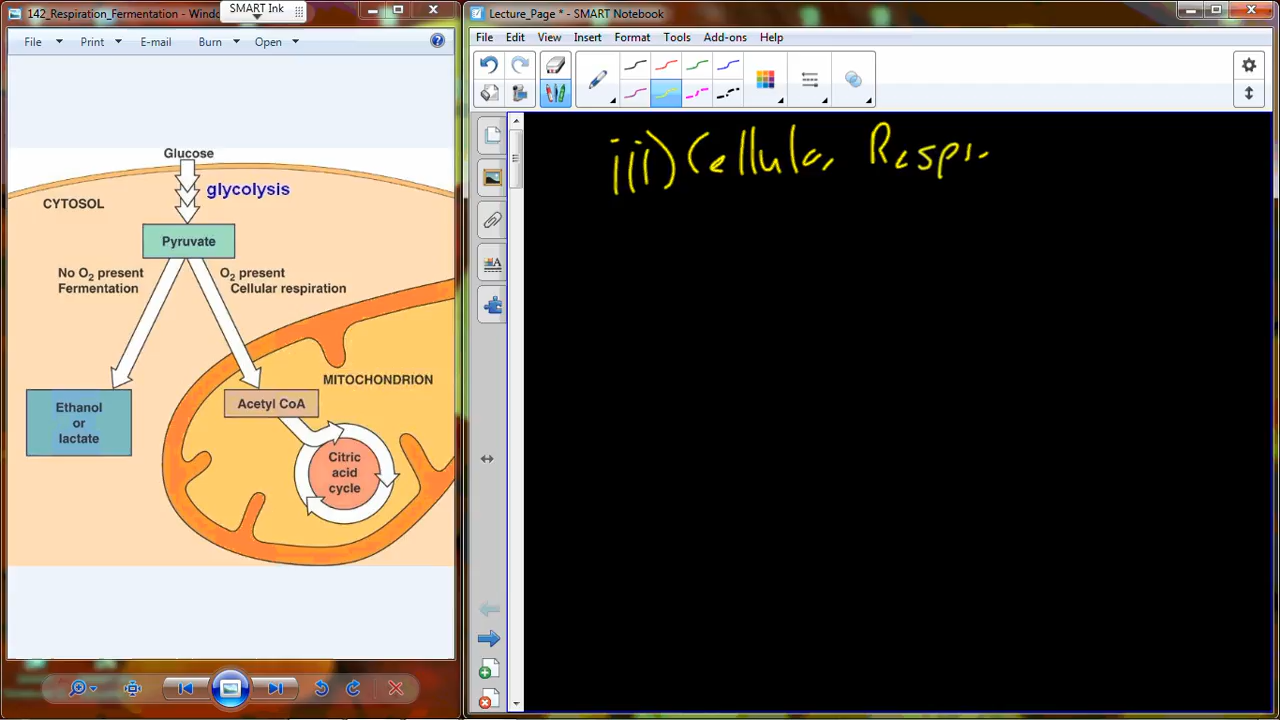 142_Respiration_Fermentation - Windo
SMART Ink
File Print E-mail Burn Open
Glucose
glycolysis
CYTOSOL
Pyruvate
No O₂ present
Fermentation
O₂ present
Cellular respiration
MITOCHONDRION
Acetyl CoA
Ethanol
or
lactate
Citric
acid
cycle
Lecture_Page * - SMART Notebook
File Edit View Insert Format Tools Add-ons Help
iii) Cellular Respi